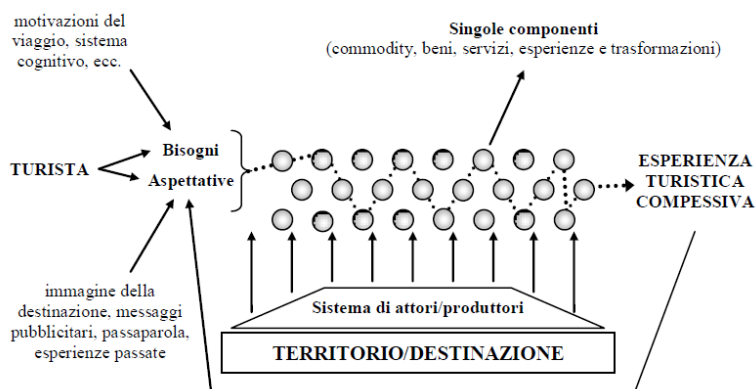 motivazioni del
viaggio, sistema
cognitivo, ecc.
Singole componenti
(commodity, beni, servizi, esperienze e trasformazioni)
Bisogni
TURISTA
Aspettative
ESPERIENZA
TURISTICA
COMPESSIVA
immagine della
destinazione, messaggi
pubblicitari, passaparola,
esperienze passate
Sistema di attori/produttori
TERRITORIO/DESTINAZIONE